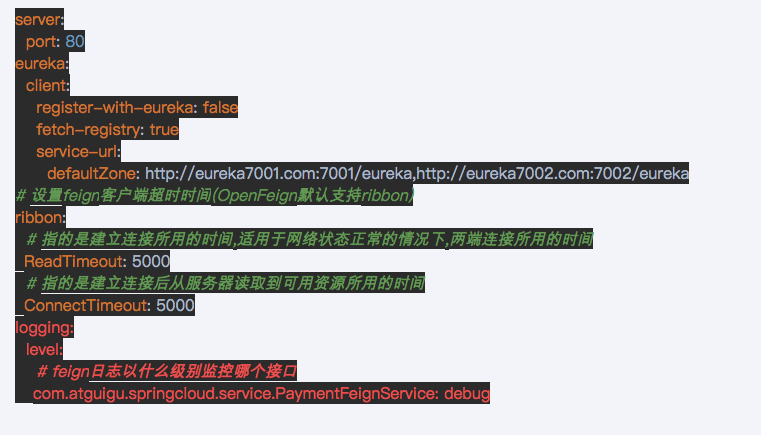 server:
  port: 80
eureka:
  client:
    register-with-eureka: false
    fetch-registry: true
    service-url:
      defaultZone: http://eureka7001.com:7001/eureka,http://eureka7002.com:7002/eureka
# 设置feign客户端超时时间(OpenFeign默认支持ribbon)
ribbon:
  # 指的是建立连接所用的时间,适用于网络状态正常的情况下,两端连接所用的时间
  ReadTimeout: 5000
  # 指的是建立连接后从服务器读取到可用资源所用的时间
  ConnectTimeout: 5000
logging:
  level:
    # feign日志以什么级别监控哪个接口
    com.atguigu.springcloud.service.PaymentFeignService: debug